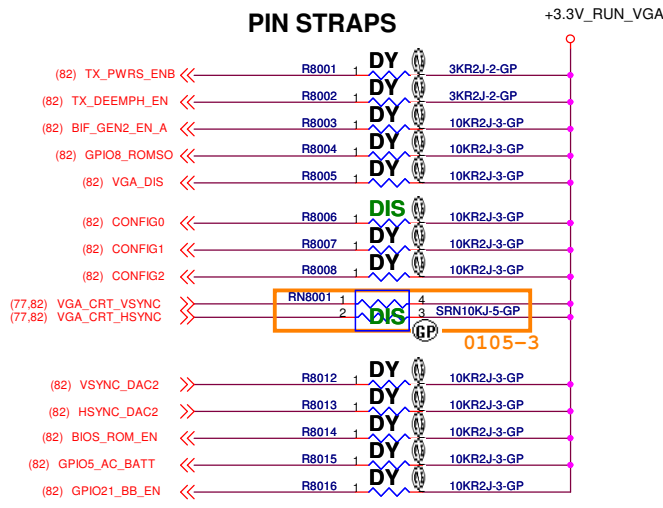 PIN STRAPS
+3.3V_RUN_VGA
(82) TX_PWRS_ENB R8001 1 DY 2 3KR2J-2-GP
(82) TX_DEEMPH_EN R8002 1 DY 2 3KR2J-2-GP
(82) BIF_GEN2_EN_A R8003 1 DY 2 10KR2J-3-GP
(82) GPIO8_ROMSO R8004 1 DY 2 10KR2J-3-GP
(82) VGA_DIS R8005 1 DY 2 10KR2J-3-GP
(82) CONFIG0 R8006 1 DIS 2 10KR2J-3-GP
(82) CONFIG1 R8007 1 DY 2 10KR2J-3-GP
(82) CONFIG2 R8008 1 DY 2 10KR2J-3-GP
(77,82) VGA_CRT_VSYNC RN8001 1 4
(77,82) VGA_CRT_HSYNC 2 DIS 3 SRN10KJ-5-GP
GP
0105-3
(82) VSYNC_DAC2 R8012 1 DY 2 10KR2J-3-GP
(82) HSYNC_DAC2 R8013 1 DY 2 10KR2J-3-GP
(82) BIOS_ROM_EN R8014 1 DY 2 10KR2J-3-GP
(82) GPIO5_AC_BATT R8015 1 DY 2 10KR2J-3-GP
(82) GPIO21_BB_EN R8016 1 DY 2 10KR2J-3-GP